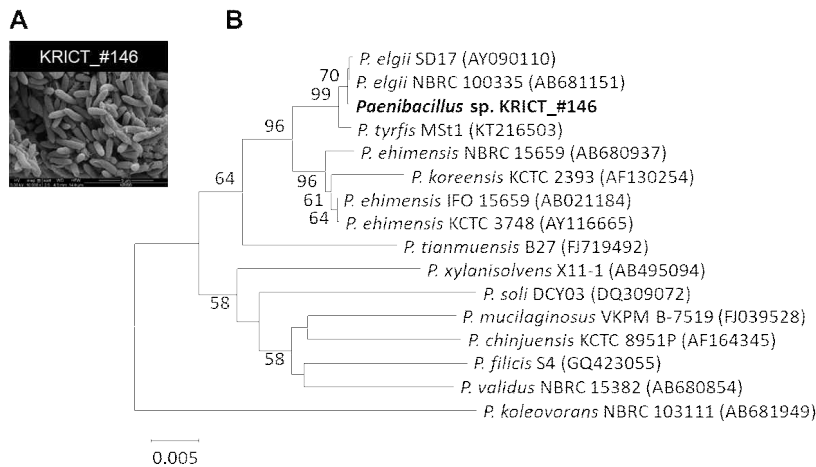 A
B
KRICT_#146
P. elgii SD17 (AY090110)
70
P. elgii NBRC 100335 (AB681151)
99
Paenibacillus sp. KRICT_#146
96
P. tyrfis MSt1 (KT216503)
P. ehimensis NBRC 15659 (AB680937)
64
96
P. koreensis KCTC 2393 (AF130254)
61
P. ehimensis IFO 15659 (AB021184)
64
P. ehimensis KCTC 3748 (AY116665)
P. tianmuensis B27 (FJ719492)
P. xylanisolvens X11-1 (AB495094)
58
P. soli DCY03 (DQ309072)
P. mucilaginosus VKPM B-7519 (FJ039528)
P. chinjuensis KCTC 8951P (AF164345)
58
P. filicis S4 (GQ423055)
P. validus NBRC 15382 (AB680854)
P. koleovorans NBRC 103111 (AB681949)
0.005